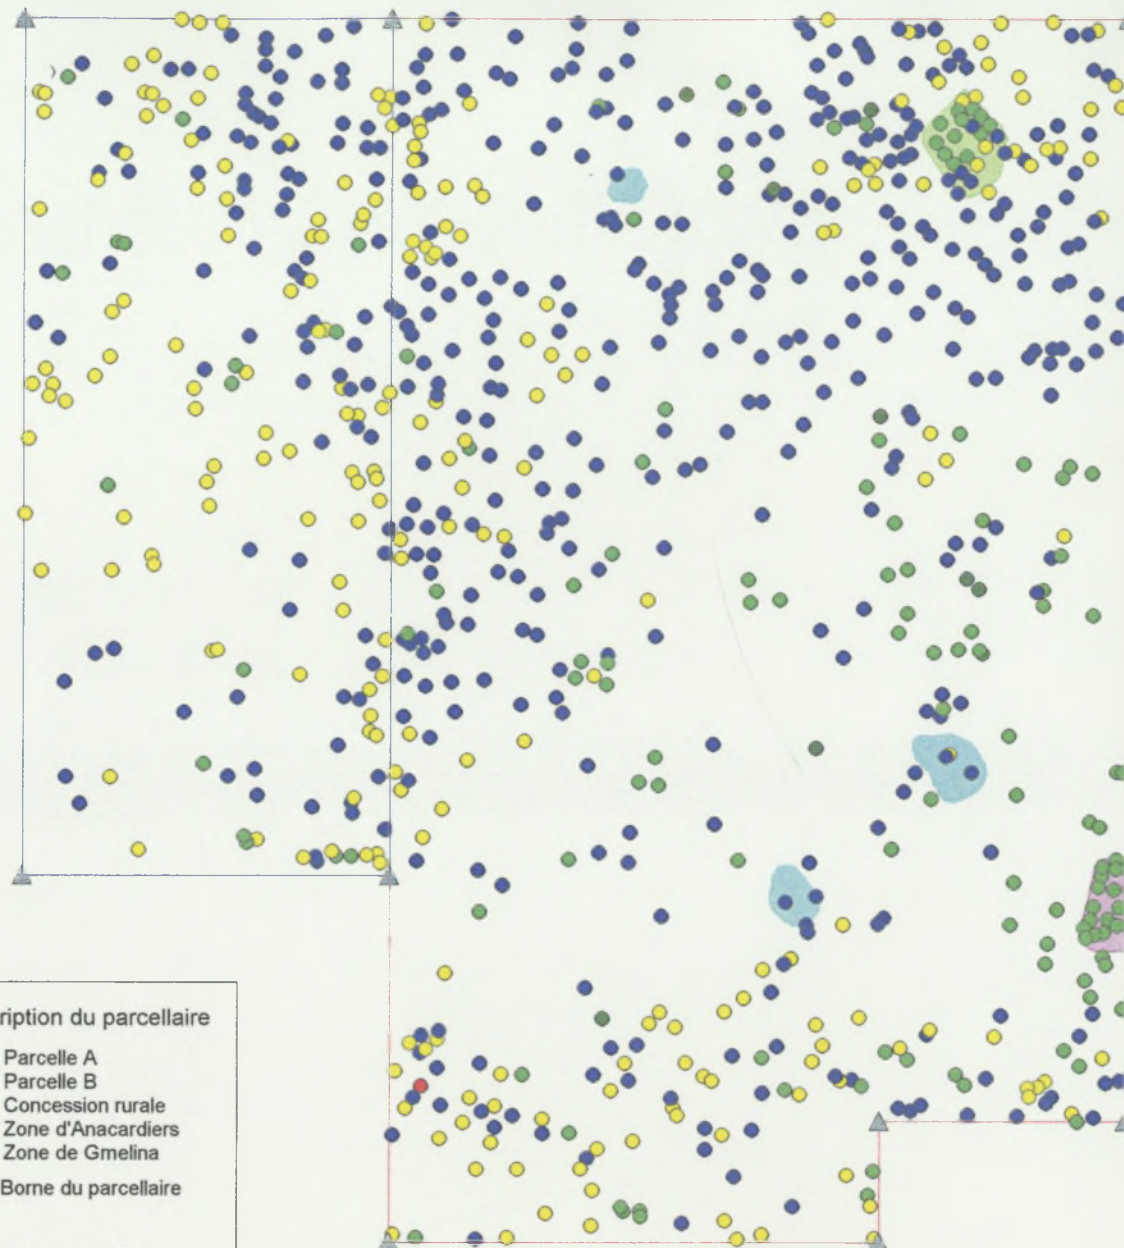 ription du parcellaire
Parcelle A
Parcelle B
Concession rurale
Zone d'Anacardiers
Zone de Gmelina
Borne du parcellaire